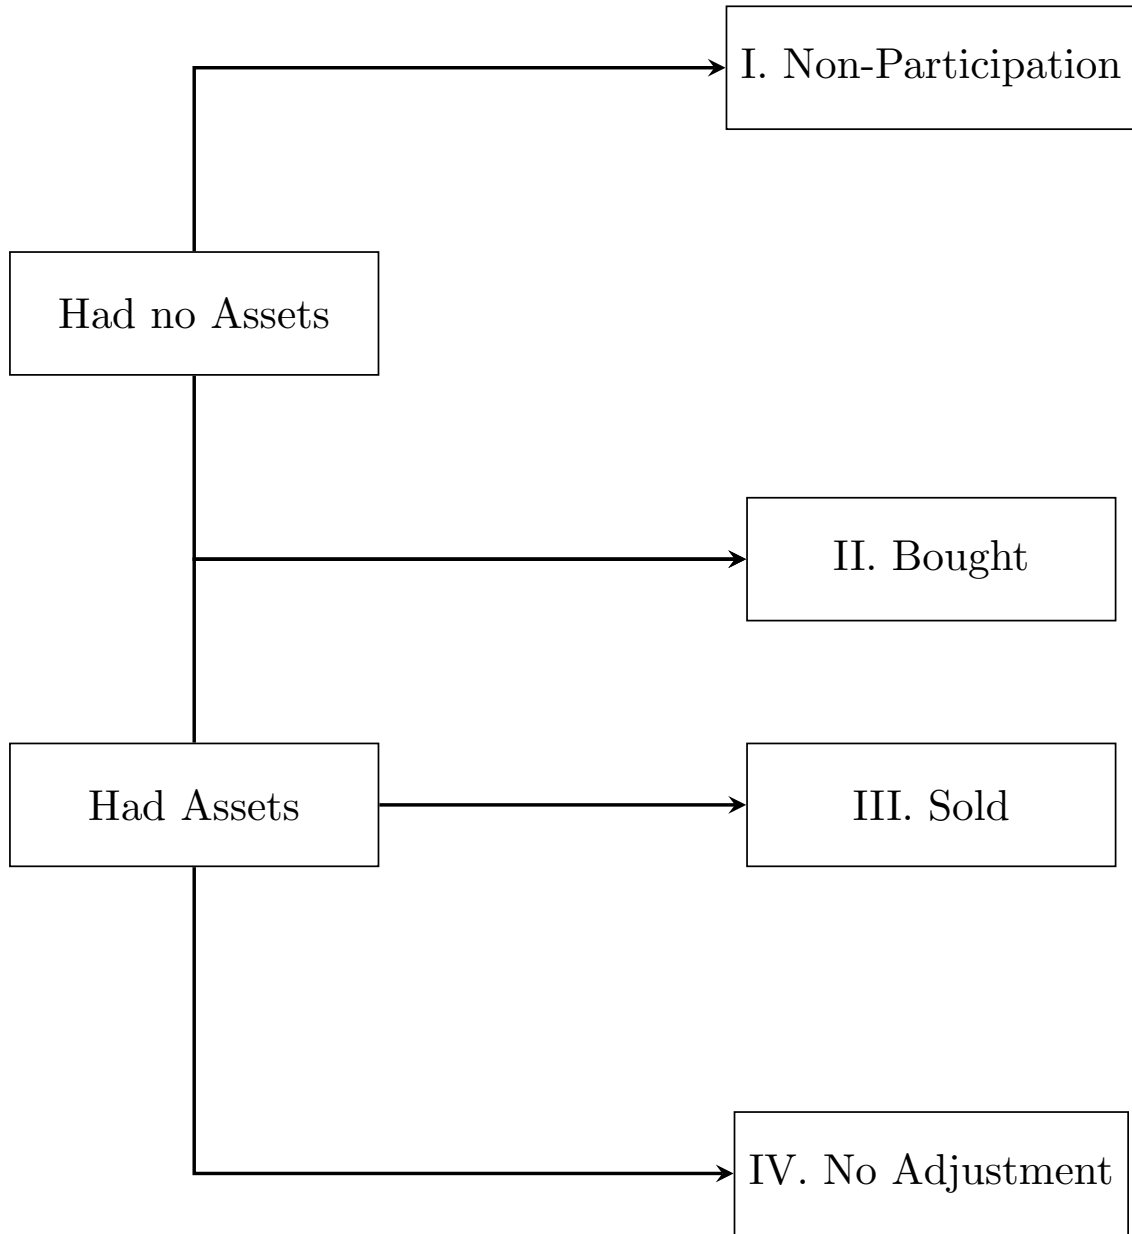 I. Non-Participation
Had no Assets
II. Bought
Had Assets
III. Sold
IV. No Adjustment